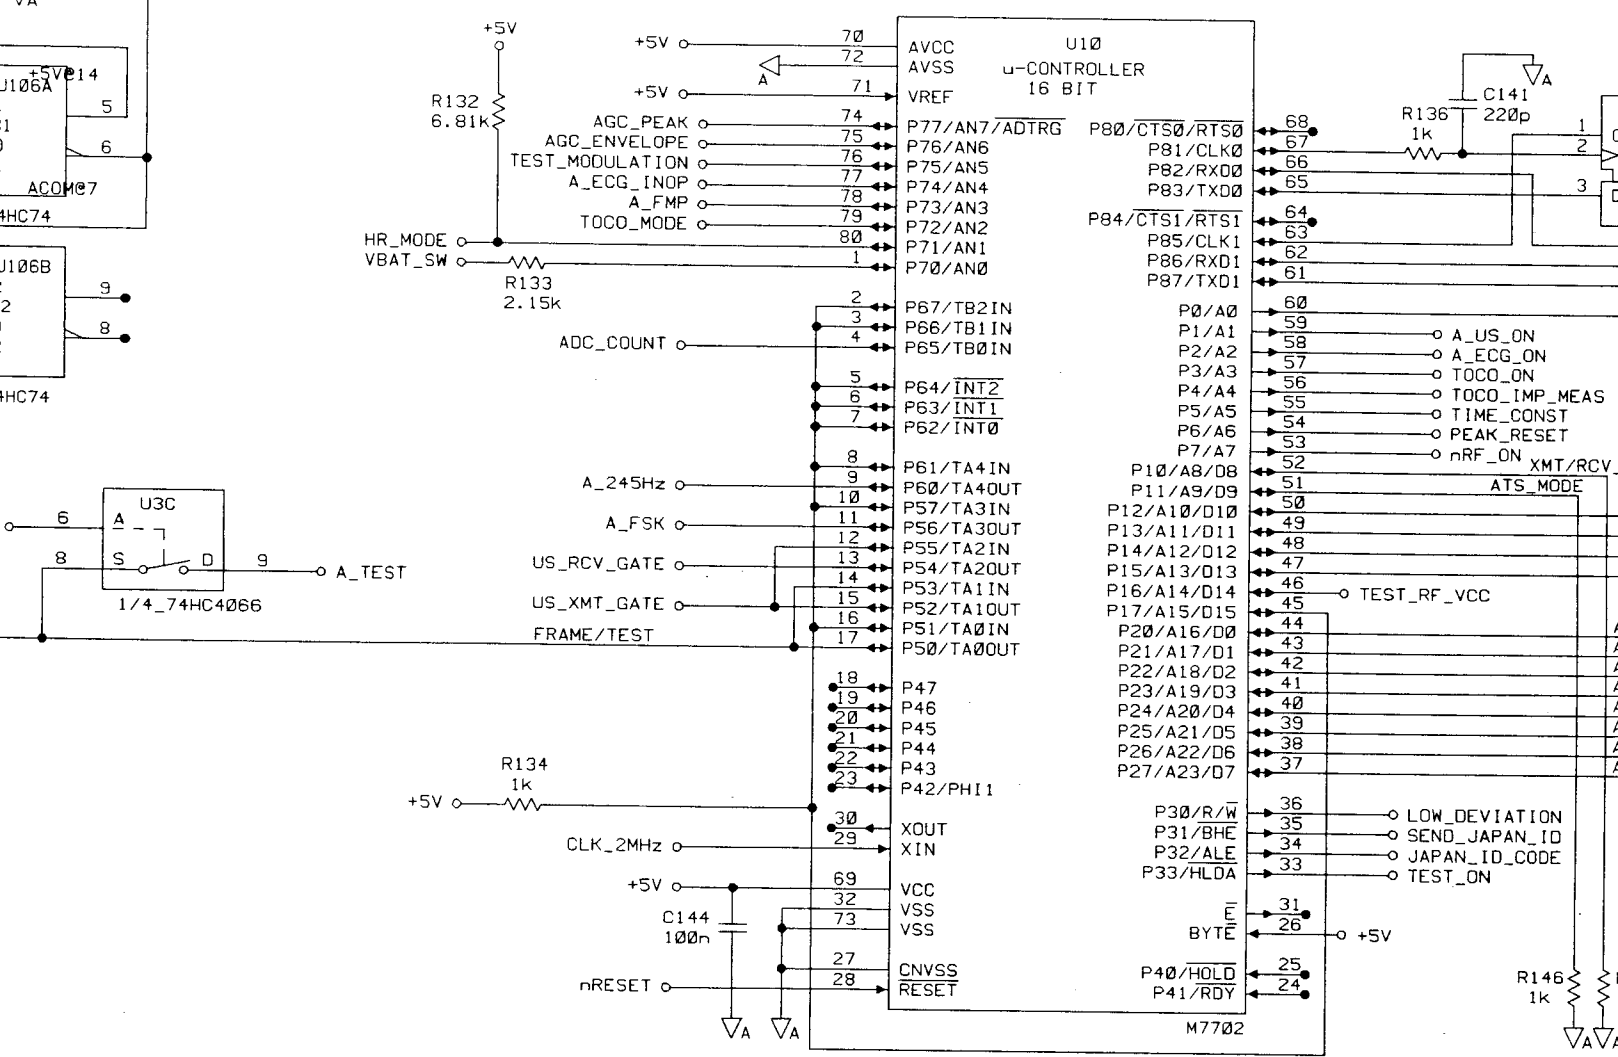 VA
+5V@14
U106A
5
6
ACOM@7
4HC74
U106B
9
8
4HC74
6
A
U3C
8
S
D
9
A_TEST
1/4_74HC4066
+5V
R132
6.81K
+5V
70
AVCC
72
AVSS
A
+5V
71
VREF
U10
u-CONTROLLER
16 BIT
AGC_PEAK
74
P77/AN7/ADTRG
AGC_ENVELOPE
75
P76/AN6
TEST_MODULATION
76
P75/AN5
A_ECG_INOP
77
P74/AN4
A_FMP
78
P73/AN3
TOCO_MODE
79
P72/AN2
HR_MODE
80
P71/AN1
VBAT_SW
1
P70/AN0
R133
2.15k
2
P67/TB2IN
3
P66/TB1IN
ADC_COUNT
4
P65/TB0IN
5
P64/INT2
6
P63/INT1
7
P62/INT0
8
P61/TA4IN
A_245Hz
9
P60/TA4OUT
10
P57/TA3IN
A_FSK
11
P56/TA3OUT
12
P55/TA2IN
US_RCV_GATE
13
P54/TA2OUT
14
P53/TA1IN
US_XMT_GATE
15
P52/TA1OUT
16
P51/TA0IN
FRAME/TEST
17
P50/TA0OUT
18
P47
19
P46
20
P45
21
P44
22
P43
23
P42/PHI1
R134
1k
+5V
30
XOUT
CLK_2MHz
29
XIN
+5V
69
VCC
32
VSS
73
VSS
C144
100n
27
CNVSS
nRESET
28
RESET
A
A
P80/CTS0/RTS0
68
P81/CLK0
67
P82/RXD0
66
P83/TXD0
65
P84/CTS1/RTS1
64
P85/CLK1
63
P86/RXD1
62
P87/TXD1
61
R136
1k
C141
220p
A
1
2
3
P0/A0
60
P1/A1
59
A_US_ON
P2/A2
58
A_ECG_ON
P3/A3
57
TOCO_ON
P4/A4
56
TOCO_IMP_MEAS
P5/A5
55
TIME_CONST
P6/A6
54
PEAK_RESET
P7/A7
53
nRF_ON
P10/A8/D8
52
XMT/RCV_
P11/A9/D9
51
ATS_MODE
P12/A10/D10
50
P13/A11/D11
49
P14/A12/D12
48
P15/A13/D13
47
P16/A14/D14
46
TEST_RF_VCC
P17/A15/D15
45
P20/A16/D0
44
P21/A17/D1
43
P22/A18/D2
42
P23/A19/D3
41
P24/A20/D4
40
P25/A21/D5
39
P26/A22/D6
38
P27/A23/D7
37
P30/R/W
36
LOW_DEVIATION
P31/BHE
35
SEND_JAPAN_ID
P32/ALE
34
JAPAN_ID_CODE
P33/HLDA
33
TEST_ON
E
31
BYTE
26
+5V
P40/HOLD
25
P41/RDY
24
M7702
R146
1k
A
A